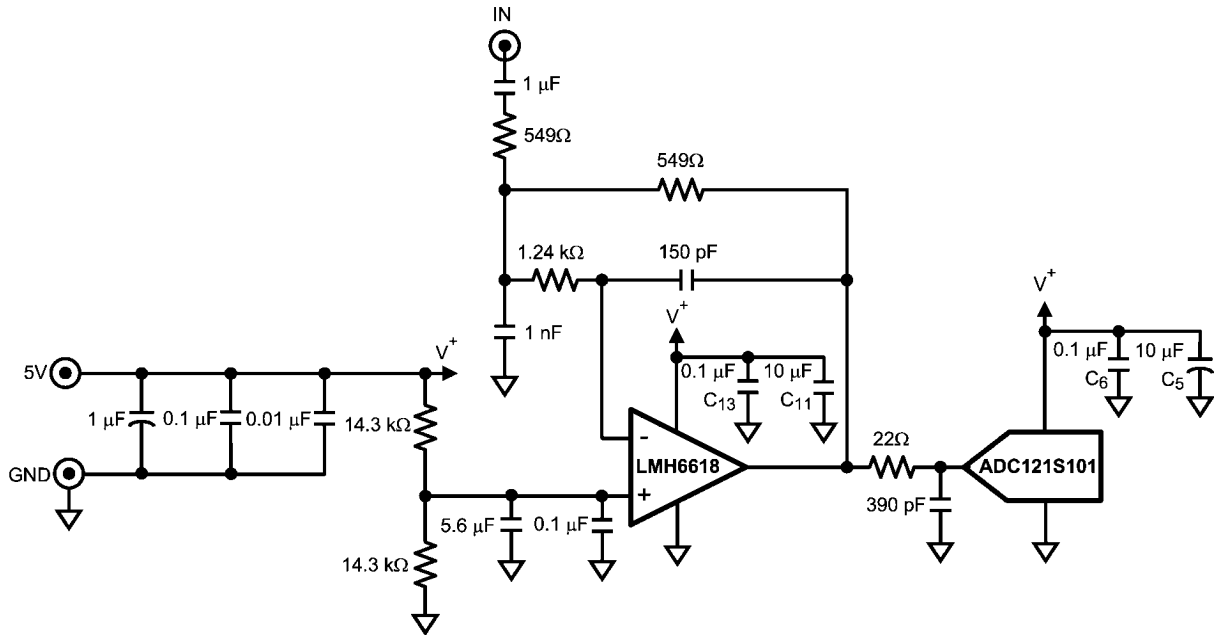 IN
1 µF
549Ω
549Ω
1.24 kΩ
150 pF
1 nF
V+
V+
0.1 µF
10 µF
C6
C5
5V
V+
0.1 µF
10 µF
C13
C11
1 µF
0.1 µF
0.01 µF
14.3 kΩ
-
LMH6618
+
22Ω
ADC121S101
GND
390 pF
5.6 µF
0.1 µF
14.3 kΩ